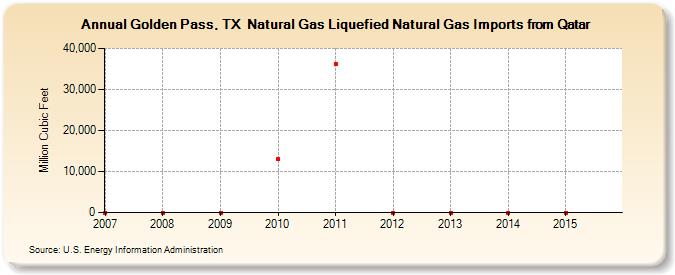 Annual Golden Pass, TX Natural Gas Liquefied Natural Gas Imports from Qatar
Million Cubic Feet
40,000
30,000
20,000
10,000
0
2007 2008 2009 2010 2011 2012 2013 2014 2015
Source: U.S. Energy Information Administration